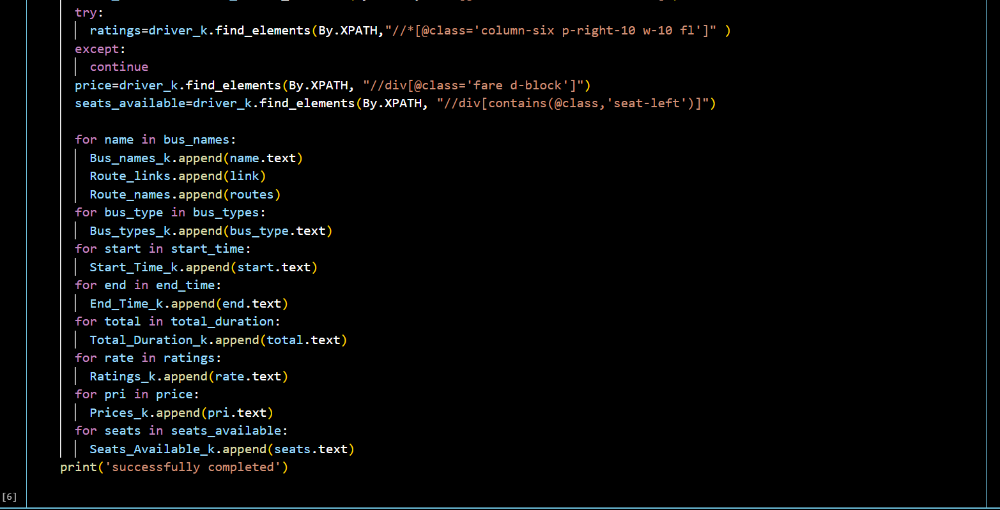 try:
ratings=driver_k.find_elements(By.XPATH,"//*[@class='column-six p-right-10 w-10 fl']" )
except:
continue
price=driver_k.find_elements(By.XPATH, "//div[@class='fare d-block']")
seats_available=driver_k.find_elements(By.XPATH, "//div[contains(@class,'seat-left')]")
for name in bus_names:
Bus_names_k.append(name.text)
Route_links.append(link)
Route_names.append(routes)
for bus_type in bus_types:
Bus_types_k.append(bus_type.text)
for start in start_time:
Start_Time_k.append(start.text)
for end in end_time:
End_Time_k.append(end.text)
for total in total_duration:
Total_Duration_k.append(total.text)
for rate in ratings:
Ratings_k.append(rate.text)
for pri in price:
Prices_k.append(pri.text)
for seats in seats_available:
Seats_Available_k.append(seats.text)
print('successfully completed')
[6]